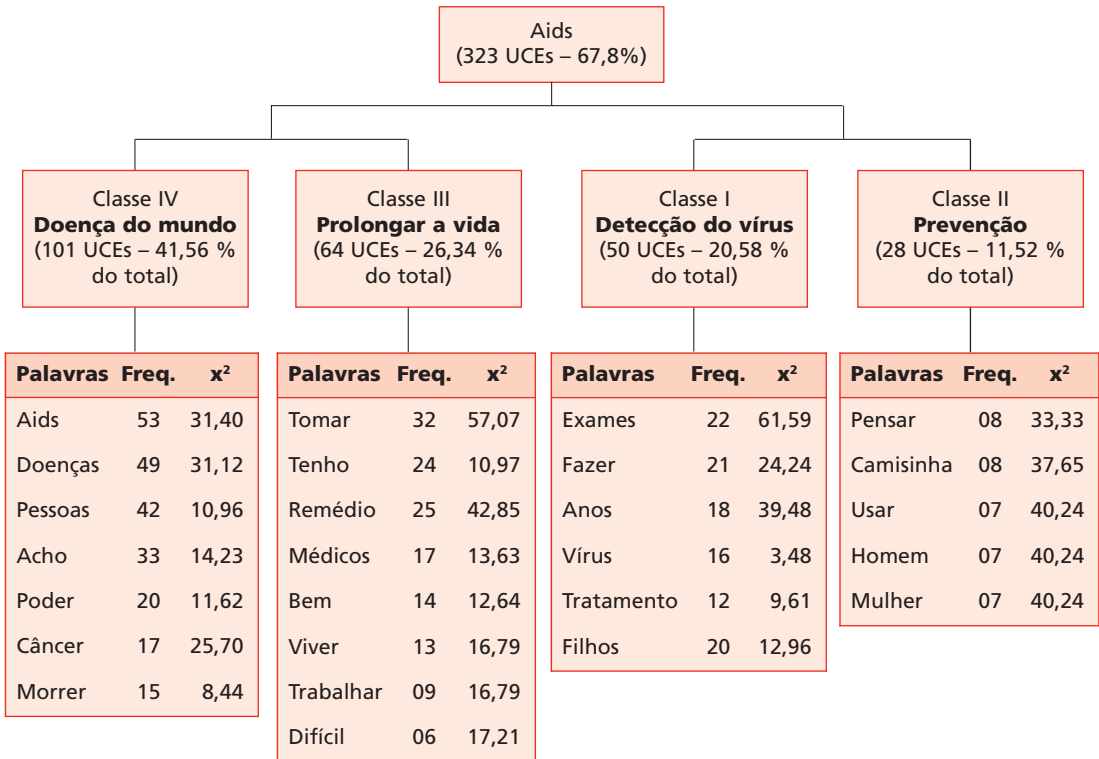 Aids
(323 UCEs – 67,8%)
Classe IV
Doença do mundo
(101 UCEs – 41,56 %
do total)
Classe III
Prolongar a vida
(64 UCEs – 26,34 %
do total)
Classe I
Detecção do vírus
(50 UCEs – 20,58 %
do total)
Classe II
Prevenção
(28 UCEs – 11,52 %
do total)
Palavras Freq. x²
Aids 53 31,40
Doenças 49 31,12
Pessoas 42 10,96
Acho 33 14,23
Poder 20 11,62
Câncer 17 25,70
Morrer 15 8,44
Palavras Freq. x²
Tomar 32 57,07
Tenho 24 10,97
Remédio 25 42,85
Médicos 17 13,63
Bem 14 12,64
Viver 13 16,79
Trabalhar 09 16,79
Difícil 06 17,21
Palavras Freq. x²
Exames 22 61,59
Fazer 21 24,24
Anos 18 39,48
Vírus 16 3,48
Tratamento 12 9,61
Filhos 20 12,96
Palavras Freq. x²
Pensar 08 33,33
Camisinha 08 37,65
Usar 07 40,24
Homem 07 40,24
Mulher 07 40,24